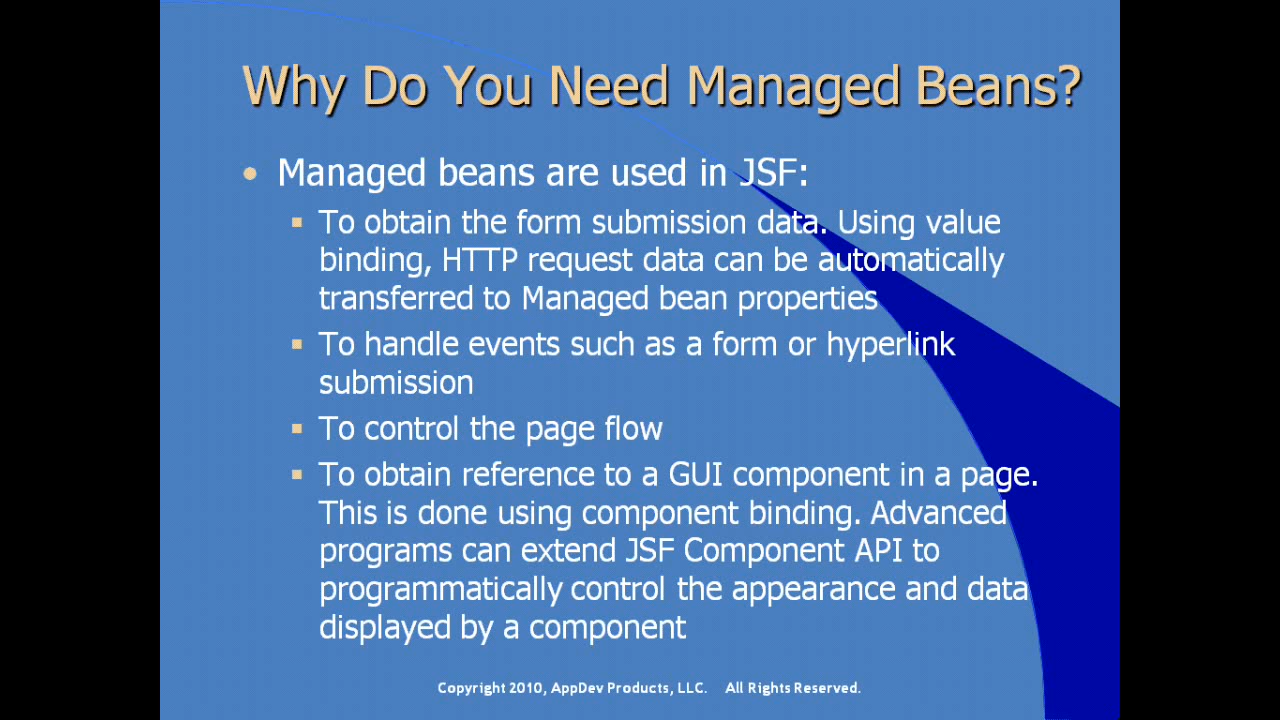 Why Do You Need Managed Beans?
• Managed beans are used in JSF:
▪ To obtain the form submission data. Using value
binding, HTTP request data can be automatically
transferred to Managed bean properties
▪ To handle events such as a form or hyperlink
submission
▪ To control the page flow
▪ To obtain reference to a GUI component in a page.
This is done using component binding. Advanced
programs can extend JSF Component API to
programmatically control the appearance and data
displayed by a component
Copyright 2010, AppDev Products, LLC. All Rights Reserved.